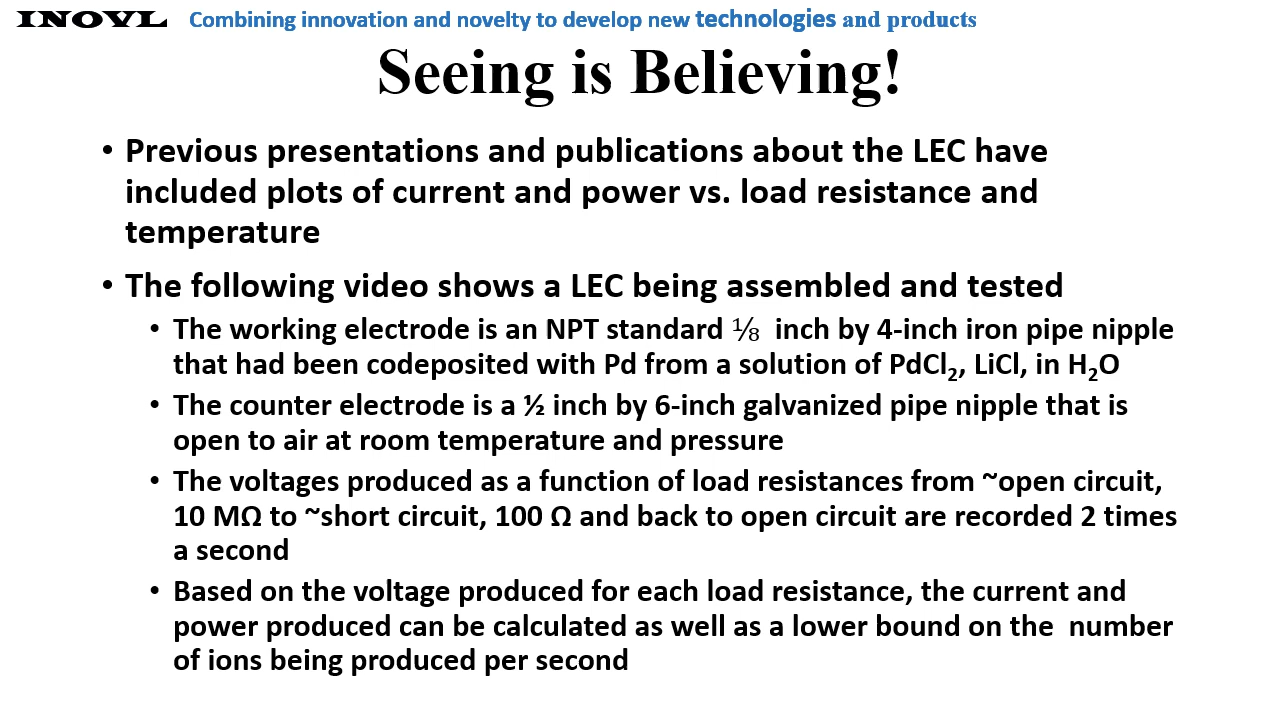 INOVL Combining innovation and novelty to develop new technologies and products
Seeing is Believing!
• Previous presentations and publications about the LEC have
included plots of current and power vs. load resistance and
temperature
• The following video shows a LEC being assembled and tested
• The working electrode is an NPT standard ⅛ inch by 4-inch iron pipe nipple
that had been codeposited with Pd from a solution of PdCl₂, LiCl, in H₂O
• The counter electrode is a ½ inch by 6-inch galvanized pipe nipple that is
open to air at room temperature and pressure
• The voltages produced as a function of load resistances from ~open circuit,
10 MΩ to ~short circuit, 100 Ω and back to open circuit are recorded 2 times
a second
• Based on the voltage produced for each load resistance, the current and
power produced can be calculated as well as a lower bound on the number
of ions being produced per second